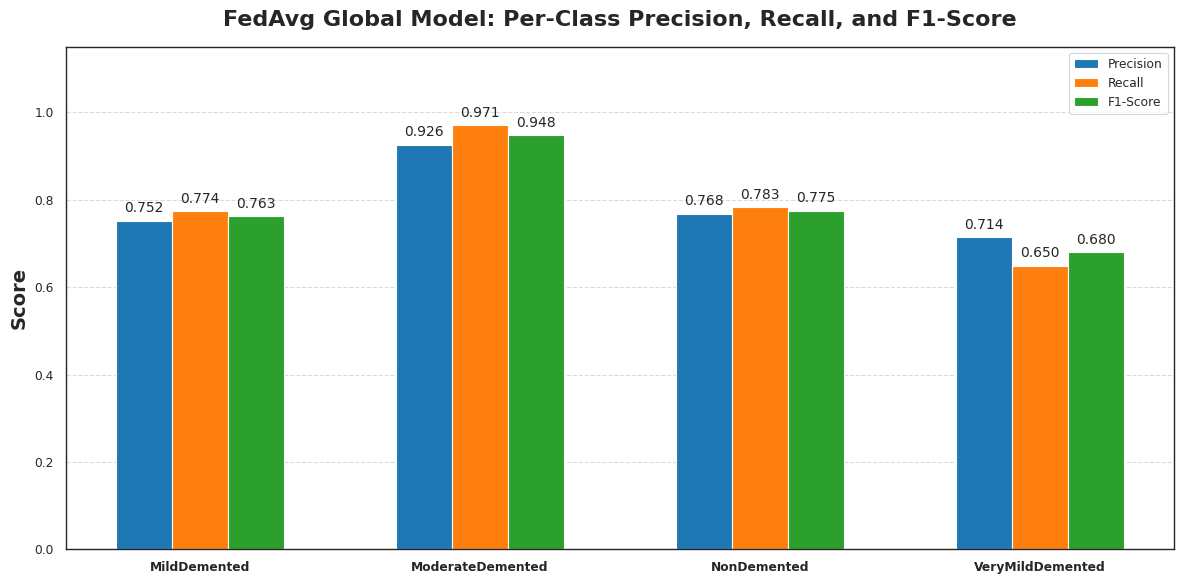 FedAvg Global Model: Per-Class Precision, Recall, and F1-Score
Precision
Recall
F1-Score
Score
1.0
0.8
0.6
0.4
0.2
0.0
0.752
0.774
0.763
0.926
0.971
0.948
0.768
0.783
0.775
0.714
0.650
0.680
MildDemented
ModerateDemented
NonDemented
VeryMildDemented